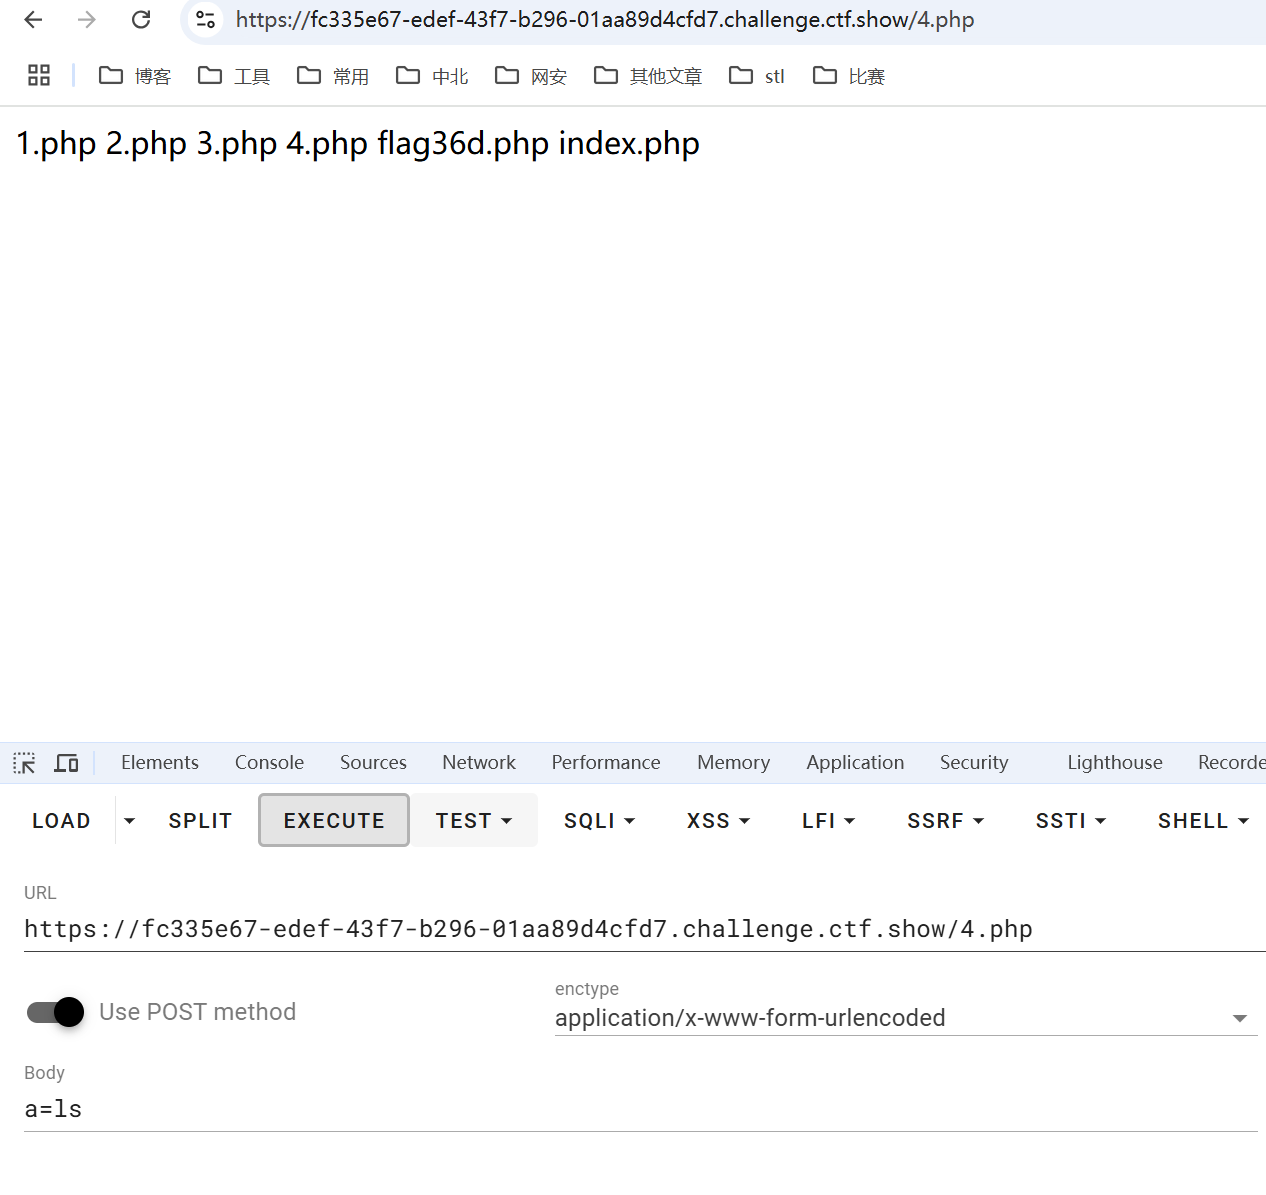 https://fc335e67-edef-43f7-b296-01aa89d4cfd7.challenge.ctf.show/4.php
博客 工具 常用 中北 网安 其他文章 stl 比赛
1.php 2.php 3.php 4.php flag36d.php index.php
Elements Console Sources Network Performance Memory Application Security Lighthouse Recorde
LOAD SPLIT EXECUTE TEST SQLI XSS LFI SSRF SSTI SHELL
URL
https://fc335e67-edef-43f7-b296-01aa89d4cfd7.challenge.ctf.show/4.php
Use POST method
enctype
application/x-www-form-urlencoded
Body
a=ls